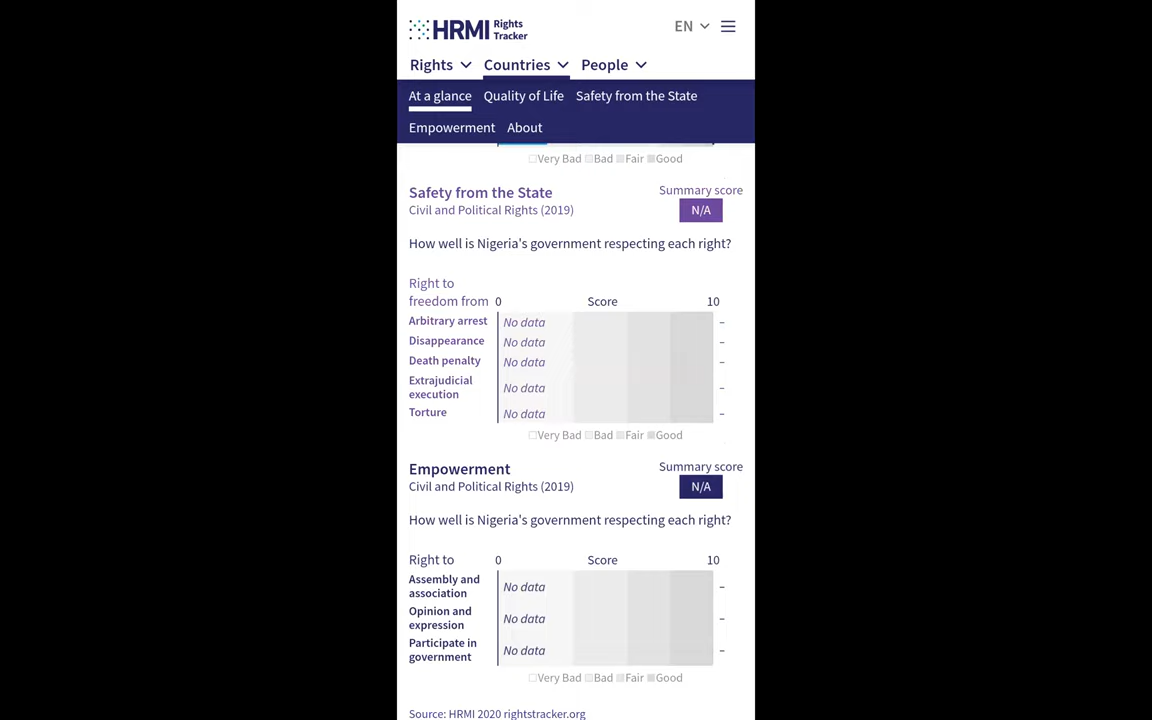 HRMI Rights Tracker
EN
Rights Countries People
At a glance Quality of Life Safety from the State
Empowerment About
Very Bad Bad Fair Good
Safety from the State
Summary score
Civil and Political Rights (2019)
N/A
How well is Nigeria's government respecting each right?
Right to
freedom from 0 Score 10
Arbitrary arrest No data –
Disappearance No data –
Death penalty No data –
Extrajudicial
execution No data –
Torture No data –
Very Bad Bad Fair Good
Empowerment
Summary score
Civil and Political Rights (2019)
N/A
How well is Nigeria's government respecting each right?
Right to 0 Score 10
Assembly and
association No data –
Opinion and
expression No data –
Participate in
government No data –
Very Bad Bad Fair Good
Source: HRMI 2020 rightstracker.org